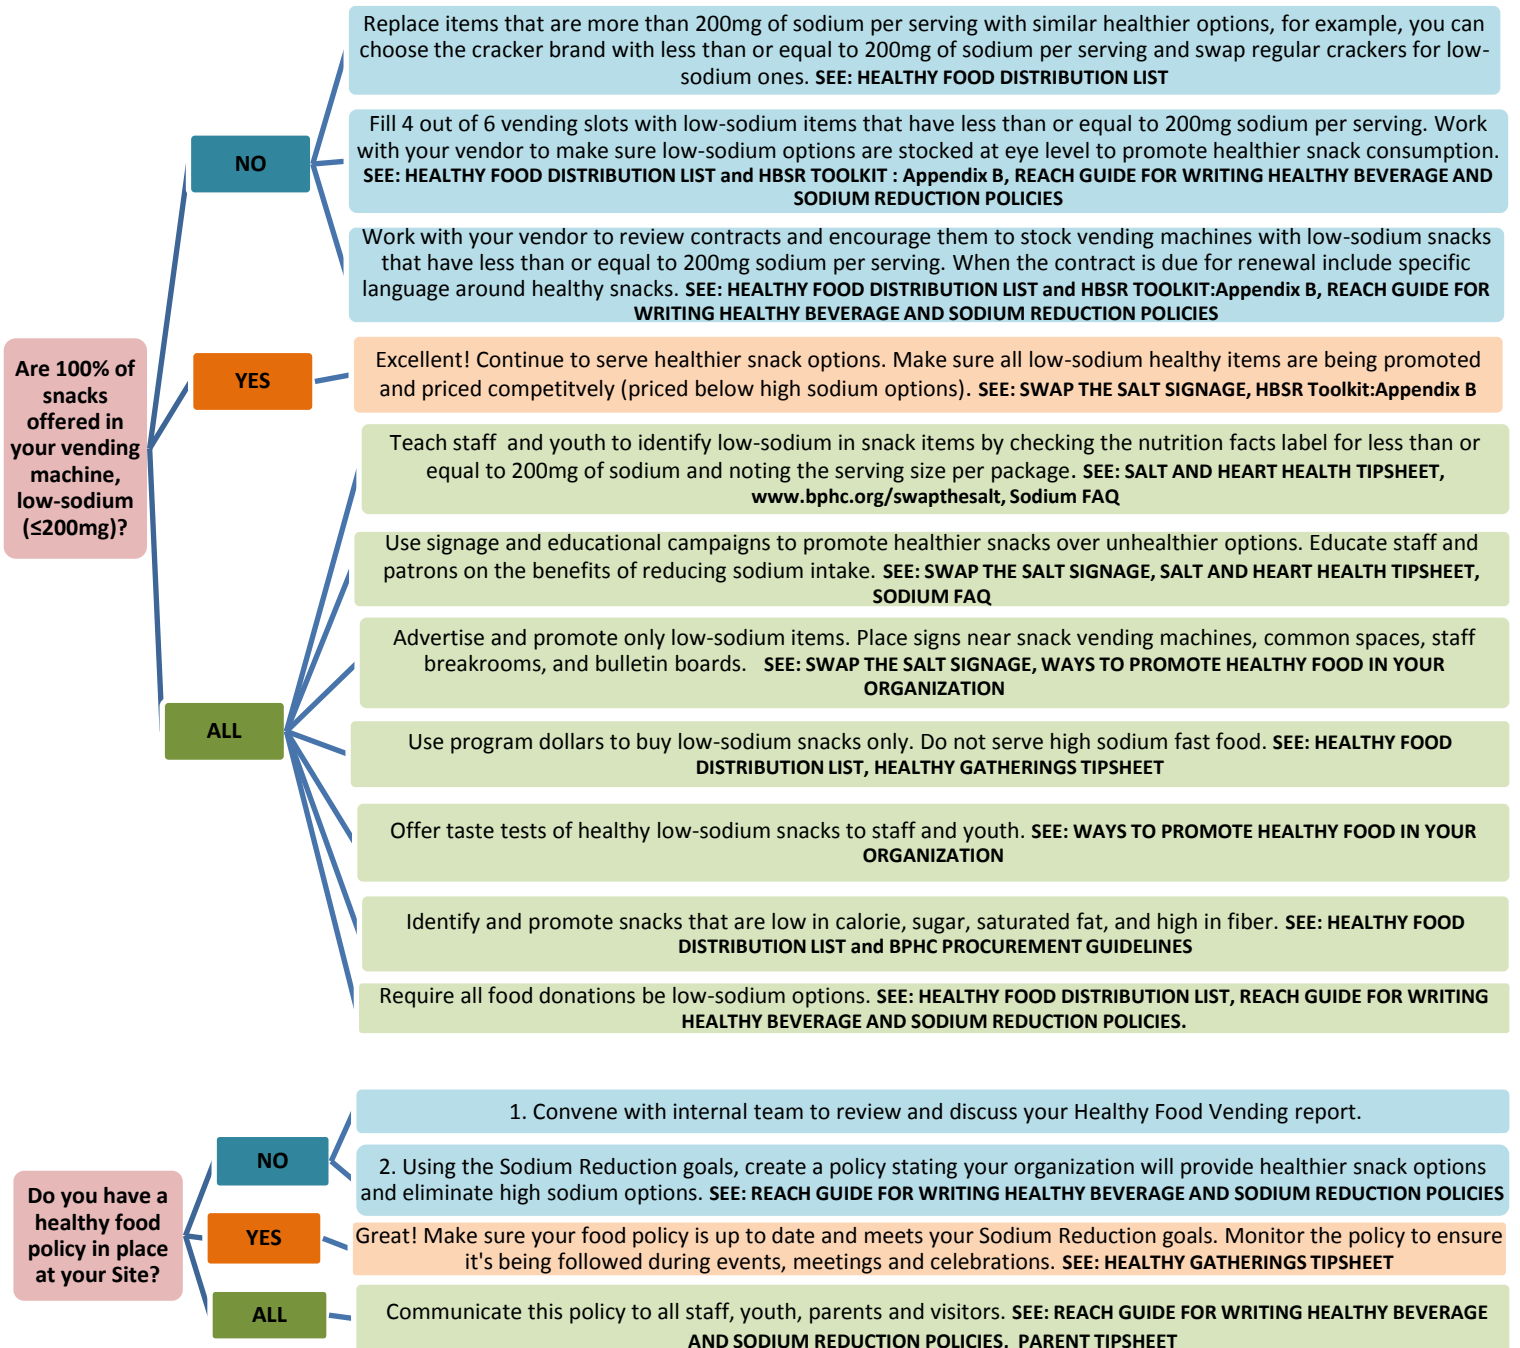 Are 100% of
snacks
offered in
your vending
machine,
low-sodium
(≤200mg)?
NO
Replace items that are more than 200mg of sodium per serving with similar healthier options, for example, you can
choose the cracker brand with less than or equal to 200mg of sodium per serving and swap regular crackers for low-
sodium ones. SEE: HEALTHY FOOD DISTRIBUTION LIST
Fill 4 out of 6 vending slots with low-sodium items that have less than or equal to 200mg sodium per serving. Work
with your vendor to make sure low-sodium options are stocked at eye level to promote healthier snack consumption.
SEE: HEALTHY FOOD DISTRIBUTION LIST and HBSR TOOLKIT : Appendix B, REACH GUIDE FOR WRITING HEALTHY BEVERAGE AND
SODIUM REDUCTION POLICIES
Work with your vendor to review contracts and encourage them to stock vending machines with low-sodium snacks
that have less than or equal to 200mg sodium per serving. When the contract is due for renewal include specific
language around healthy snacks. SEE: HEALTHY FOOD DISTRIBUTION LIST and HBSR TOOLKIT:Appendix B, REACH GUIDE FOR
WRITING HEALTHY BEVERAGE AND SODIUM REDUCTION POLICIES
YES
Excellent! Continue to serve healthier snack options. Make sure all low-sodium healthy items are being promoted
and priced competitvely (priced below high sodium options). SEE: SWAP THE SALT SIGNAGE, HBSR Toolkit:Appendix B
ALL
Teach staff and youth to identify low-sodium in snack items by checking the nutrition facts label for less than or
equal to 200mg of sodium and noting the serving size per package. SEE: SALT AND HEART HEALTH TIPSHEET,
www.bphc.org/swapthesalt, Sodium FAQ
Use signage and educational campaigns to promote healthier snacks over unhealthier options. Educate staff and
patrons on the benefits of reducing sodium intake. SEE: SWAP THE SALT SIGNAGE, SALT AND HEART HEALTH TIPSHEET,
SODIUM FAQ
Advertise and promote only low-sodium items. Place signs near snack vending machines, common spaces, staff
breakrooms, and bulletin boards. SEE: SWAP THE SALT SIGNAGE, WAYS TO PROMOTE HEALTHY FOOD IN YOUR
ORGANIZATION
Use program dollars to buy low-sodium snacks only. Do not serve high sodium fast food. SEE: HEALTHY FOOD
DISTRIBUTION LIST, HEALTHY GATHERINGS TIPSHEET
Offer taste tests of healthy low-sodium snacks to staff and youth. SEE: WAYS TO PROMOTE HEALTHY FOOD IN YOUR
ORGANIZATION
Identify and promote snacks that are low in calorie, sugar, saturated fat, and high in fiber. SEE: HEALTHY FOOD
DISTRIBUTION LIST and BPHC PROCUREMENT GUIDELINES
Require all food donations be low-sodium options. SEE: HEALTHY FOOD DISTRIBUTION LIST, REACH GUIDE FOR WRITING
HEALTHY BEVERAGE AND SODIUM REDUCTION POLICIES.
Do you have a
healthy food
policy in place
at your Site?
NO
1. Convene with internal team to review and discuss your Healthy Food Vending report.
2. Using the Sodium Reduction goals, create a policy stating your organization will provide healthier snack options
and eliminate high sodium options. SEE: REACH GUIDE FOR WRITING HEALTHY BEVERAGE AND SODIUM REDUCTION POLICIES
YES
Great! Make sure your food policy is up to date and meets your Sodium Reduction goals. Monitor the policy to ensure
it's being followed during events, meetings and celebrations. SEE: HEALTHY GATHERINGS TIPSHEET
ALL
Communicate this policy to all staff, youth, parents and visitors. SEE: REACH GUIDE FOR WRITING HEALTHY BEVERAGE
AND SODIUM REDUCTION POLICIES, PARENT TIPSHEET